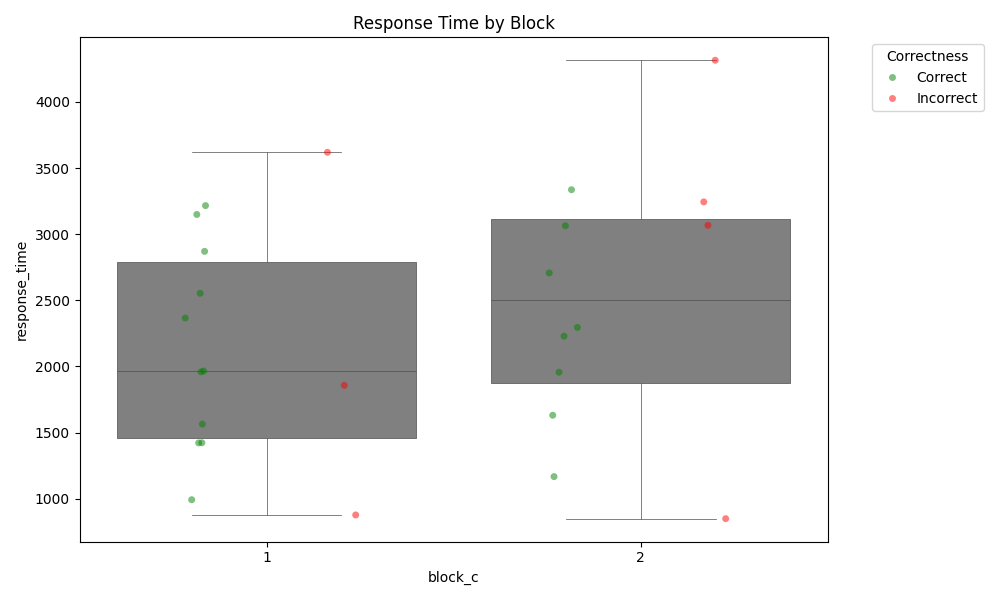 Response Time by Block
Correctness
Correct
Incorrect
4000
3500
3000
2500
2000
1500
1000
response_time
1
2
block_c